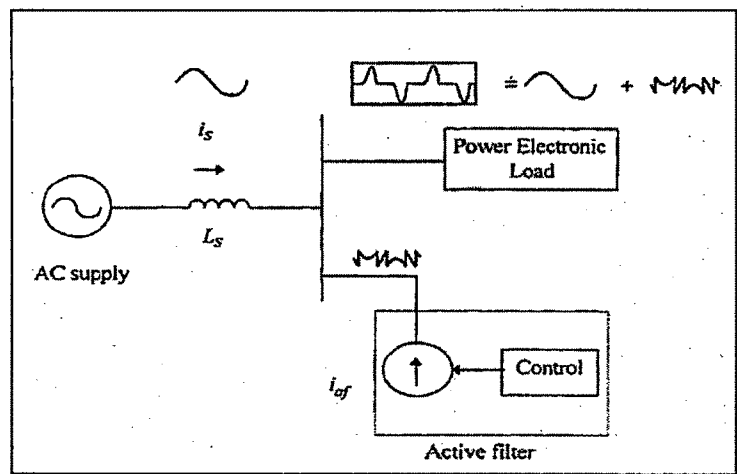 = +
i_s
Power Electronic
Load
L_s
AC supply
i_af
Control
Active filter